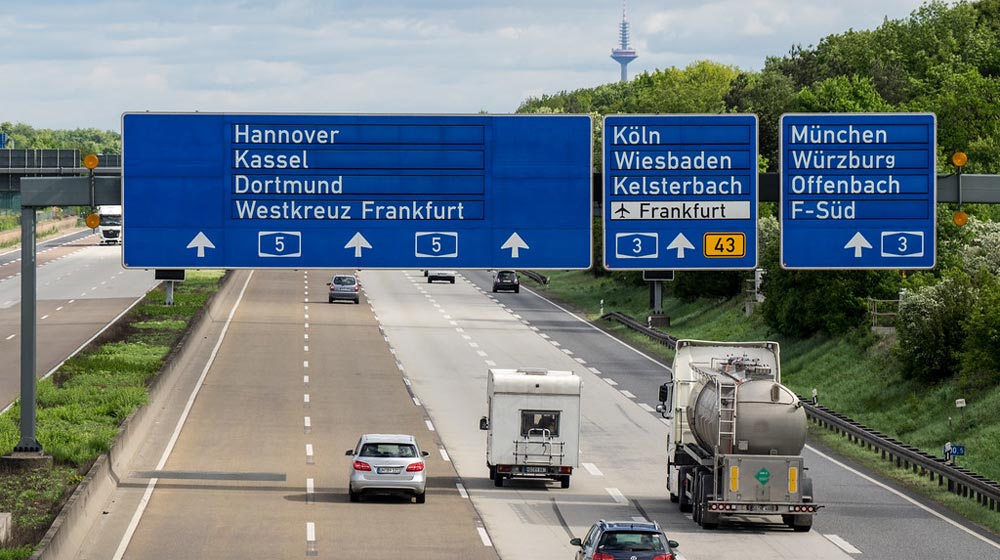 Hannover
Kassel
Dortmund
Westkreuz Frankfurt
5 5
Köln
Wiesbaden
Kelsterbach
Frankfurt
3 43
München
Würzburg
Offenbach
F-Süd
3